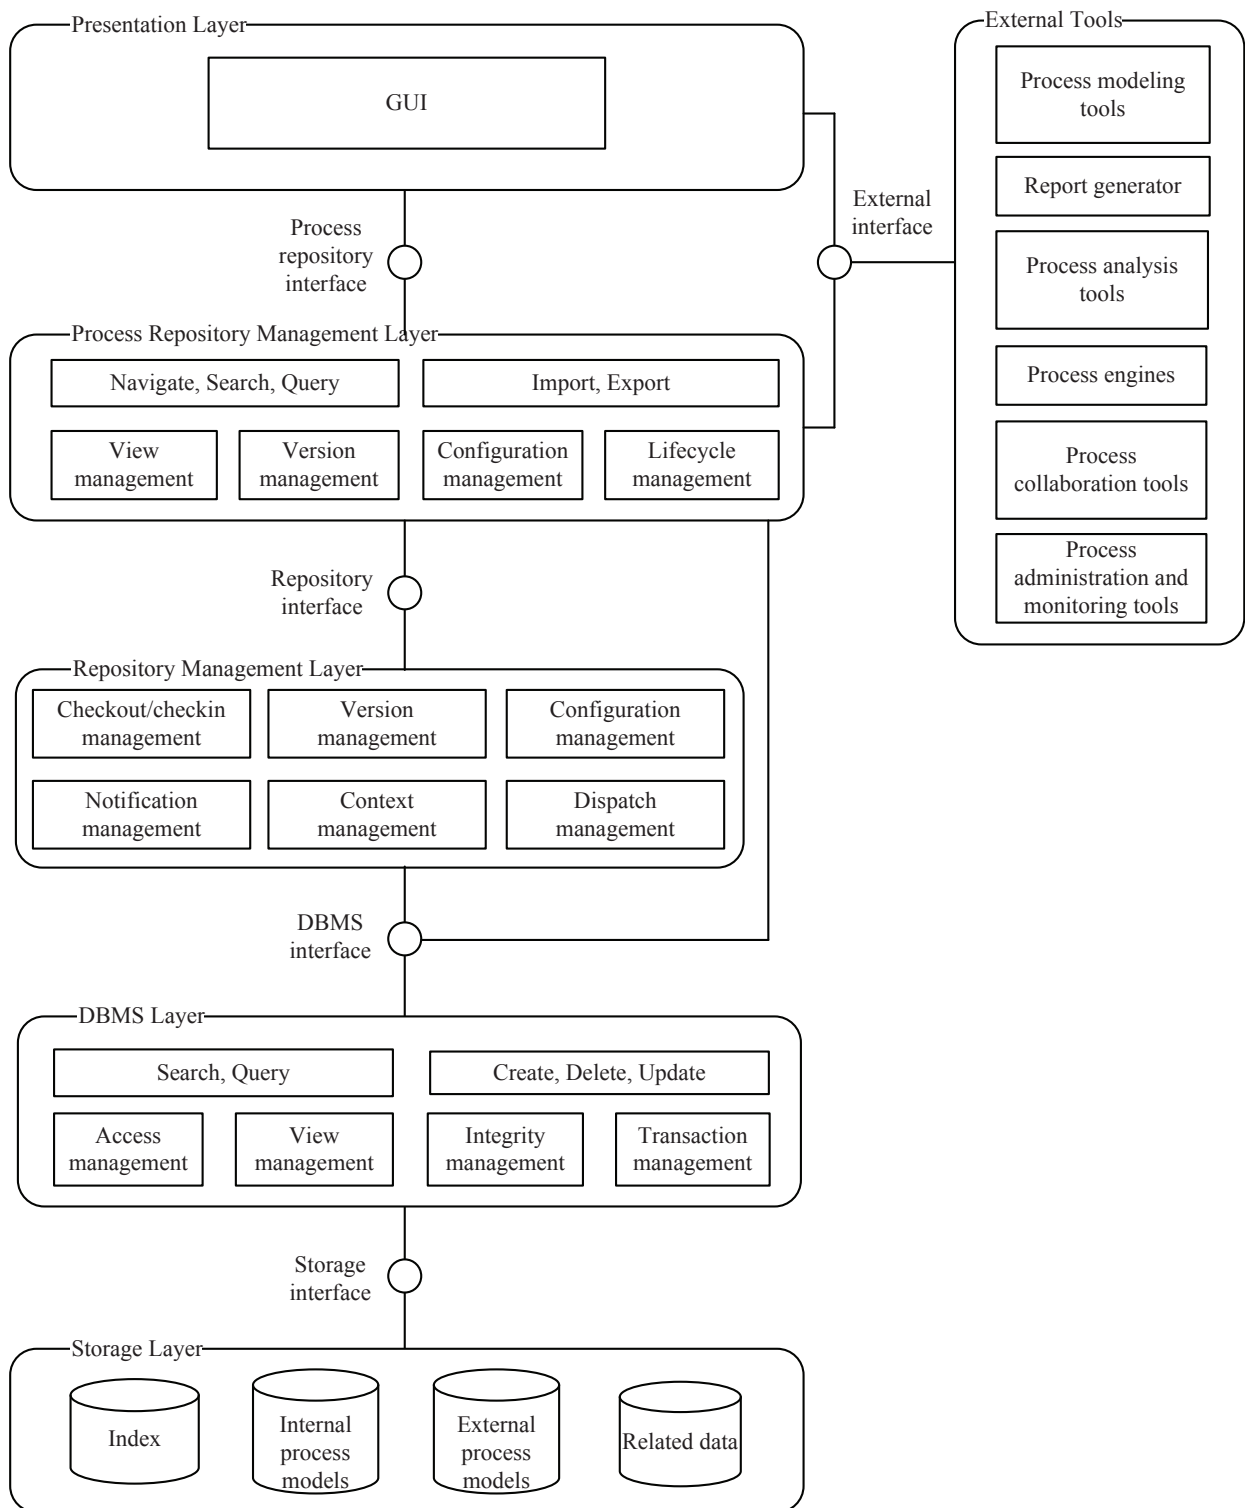 Presentation Layer
GUI
External Tools
Process modeling
tools
Report generator
Process analysis
tools
Process engines
Process
collaboration tools
Process
administration and
monitoring tools
External
interface
Process
repository
interface
Process Repository Management Layer
Navigate, Search, Query
Import, Export
View
management
Version
management
Configuration
management
Lifecycle
management
Repository
interface
Repository Management Layer
Checkout/checkin
management
Version
management
Configuration
management
Notification
management
Context
management
Dispatch
management
DBMS
interface
DBMS Layer
Search, Query
Create, Delete, Update
Access
management
View
management
Integrity
management
Transaction
management
Storage
interface
Storage Layer
Index
Internal
process
models
External
process
models
Related data